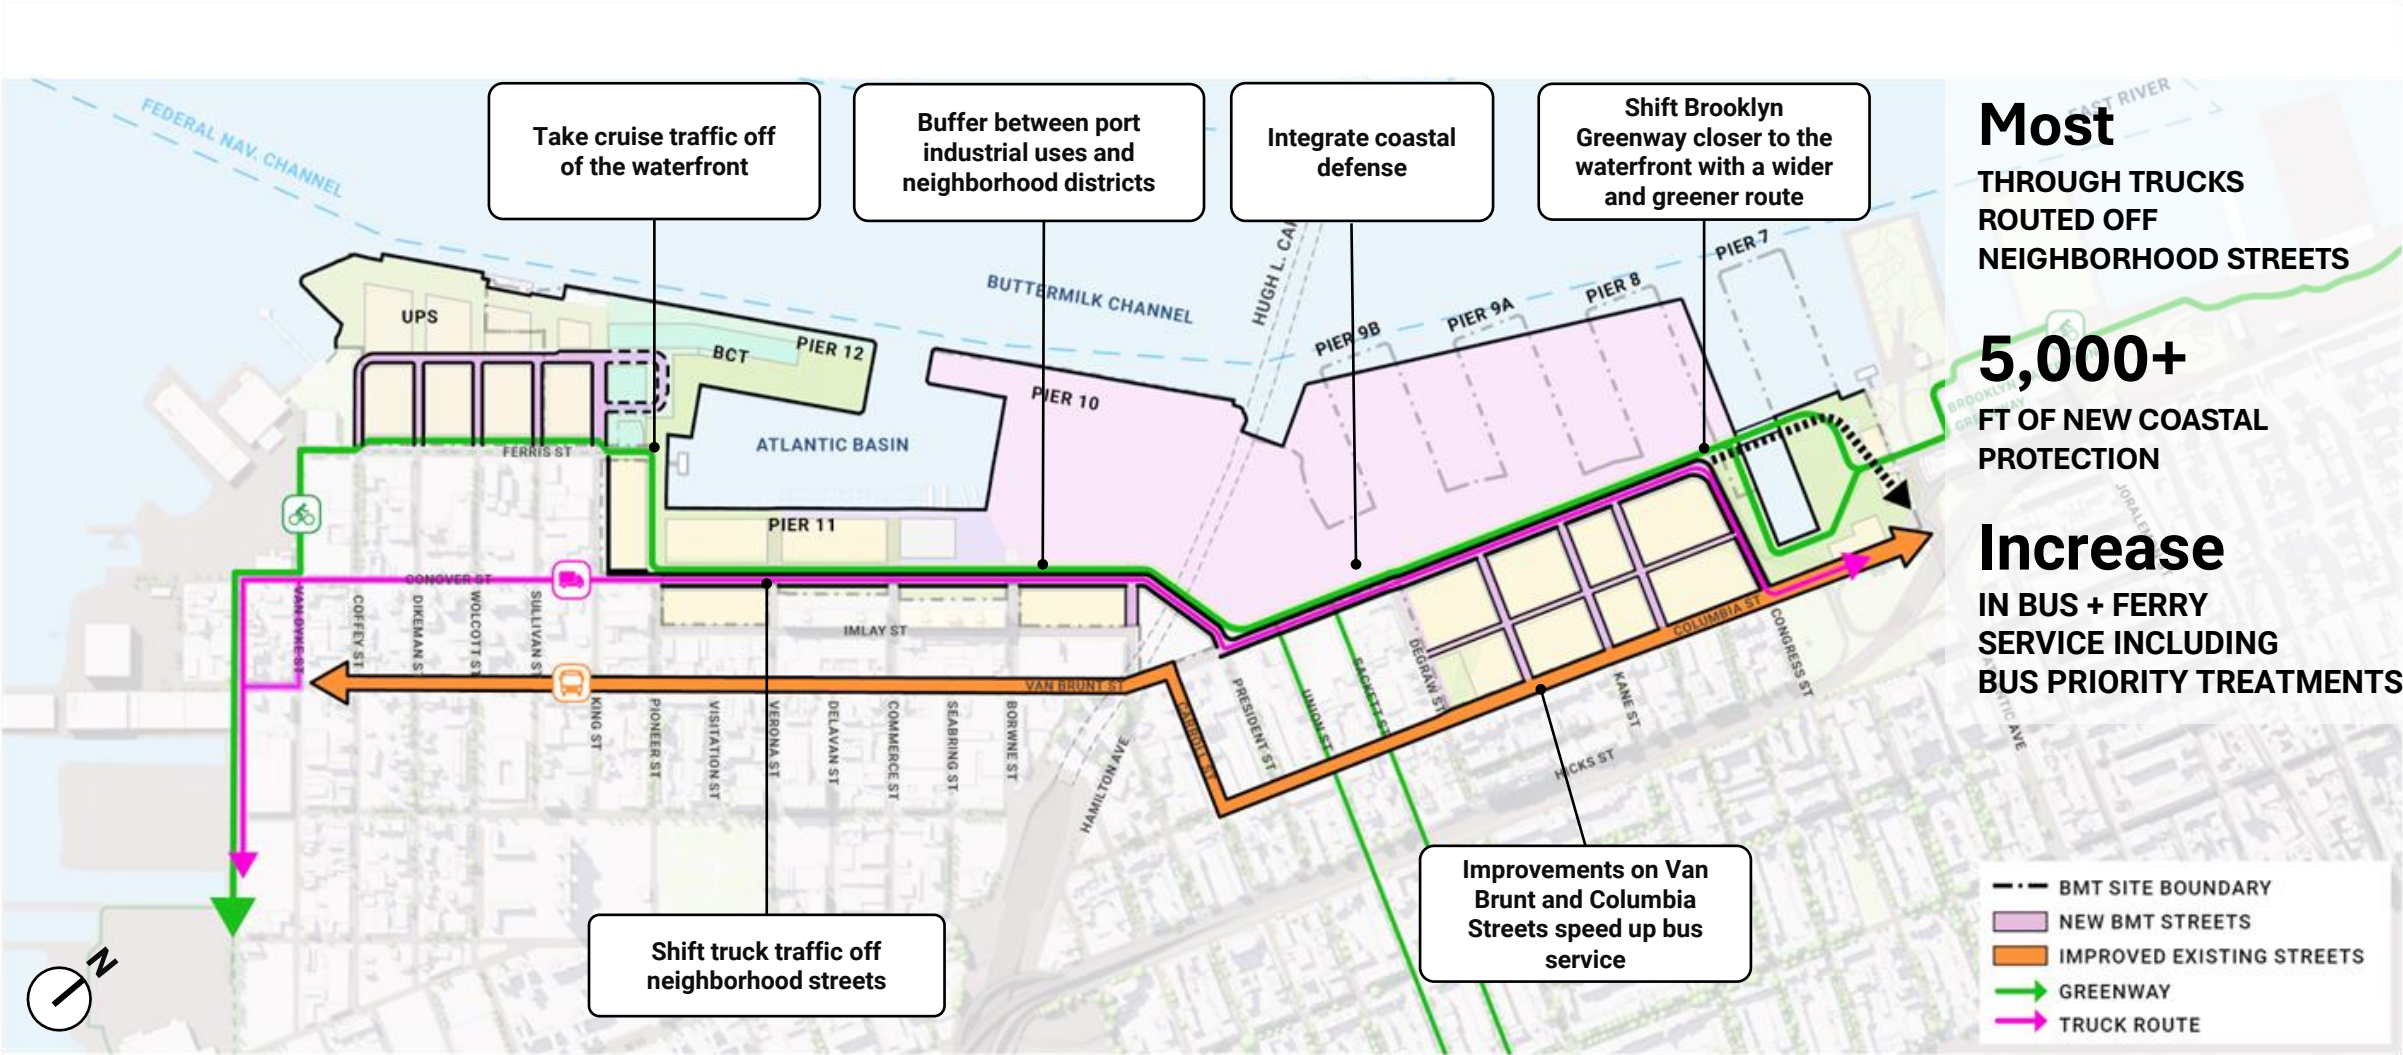 FEDERAL NAV. CHANNEL
Take cruise traffic off
of the waterfront
Buffer between port
industrial uses and
neighborhood districts
Integrate coastal
defense
Shift Brooklyn
Greenway closer to the
waterfront with a wider
and greener route
EAST RIVER
Most
THROUGH TRUCKS
ROUTED OFF
NEIGHBORHOOD STREETS
5,000+
FT OF NEW COASTAL
PROTECTION
Increase
IN BUS + FERRY
SERVICE INCLUDING
BUS PRIORITY TREATMENTS
BUTTERMILK CHANNEL
HUGH L.
PIER 7
PIER 8
PIER 9A
PIER 9B
UPS
BCT
PIER 12
PIER 10
ATLANTIC BASIN
PIER 11
FERRIS ST
CONOVER ST
IMLAY ST
VAN BRUNT ST
VAN DYKE ST
COFFEY ST
DIKEMAN S
WOLCOTT ST
SULLIVAN ST
KING ST
PIONEER ST
VISITATION ST
VERONA ST
DELAVAN ST
COMMERCE ST
SEABRING ST
BORWNE ST
HAMILTON AVE
CARROLL ST
PRESIDENT ST
UNION ST
SACKETT ST
DEGRAW ST
KANE ST
CONGRESS ST
COLUMBIA ST
HICKS ST
Shift truck traffic off
neighborhood streets
Improvements on Van
Brunt and Columbia
Streets speed up bus
service
N
BMT SITE BOUNDARY
NEW BMT STREETS
IMPROVED EXISTING STREETS
GREENWAY
TRUCK ROUTE